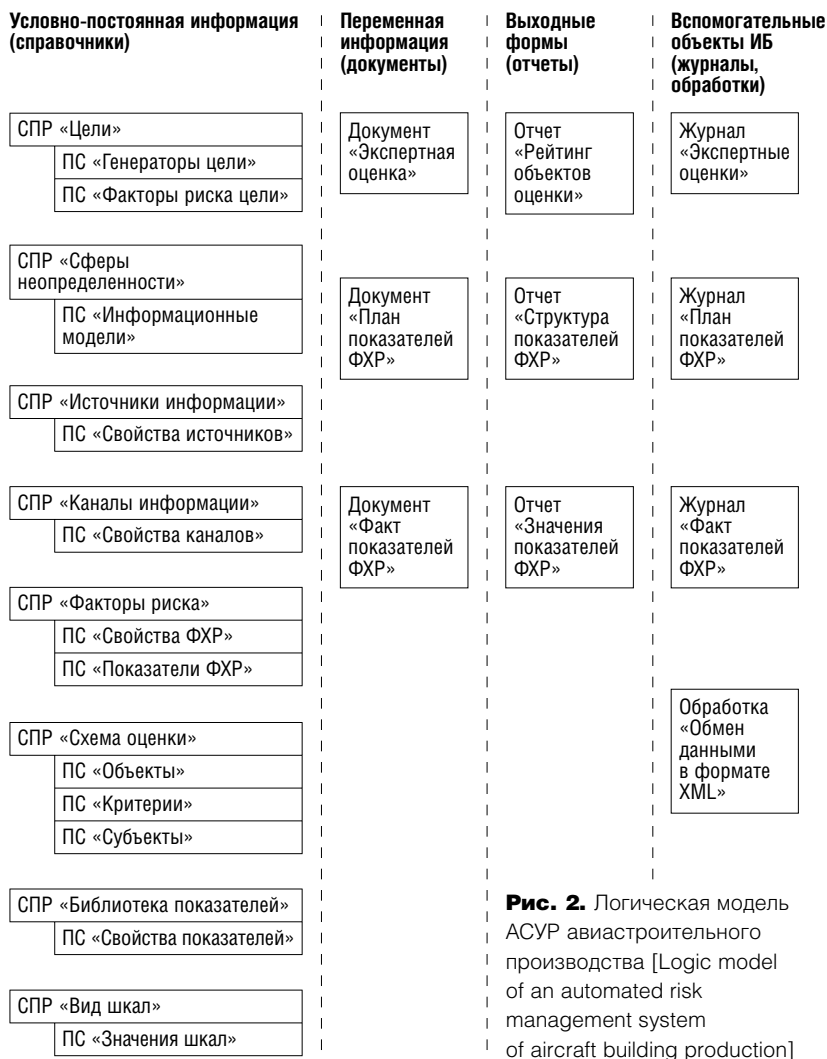 Условно-постоянная информация
(справочники)
Переменная
информация
(документы)
Выходные
формы
(отчеты)
Вспомогательные
объекты ИБ
(журналы,
обработки)
СПР «Цели»
ПС «Генераторы цели»
ПС «Факторы риска цели»
СПР «Сферы
неопределенности»
ПС «Информационные
модели»
СПР «Источники информации»
ПС «Свойства источников»
СПР «Каналы информации»
ПС «Свойства каналов»
СПР «Факторы риска»
ПС «Свойства ФХР»
ПС «Показатели ФХР»
СПР «Схема оценки»
ПС «Объекты»
ПС «Критерии»
ПС «Субъекты»
СПР «Библиотека показателей»
ПС «Свойства показателей»
СПР «Вид шкал»
ПС «Значения шкал»
Документ
«Экспертная
оценка»
Документ
«План
показателей
ФХР»
Документ
«Факт
показателей
ФХР»
Отчет
«Рейтинг
объектов
оценки»
Отчет
«Структура
показателей
ФХР»
Отчет
«Значения
показателей
ФХР»
Журнал
«Экспертные
оценки»
Журнал
«План
показателей
ФХР»
Журнал
«Факт
показателей
ФХР»
Обработка
«Обмен
данными
в формате
XML»
Рис. 2. Логическая модель
АСУР авиастроительного
производства [Logic model
of an automated risk
management system
of aircraft building production]